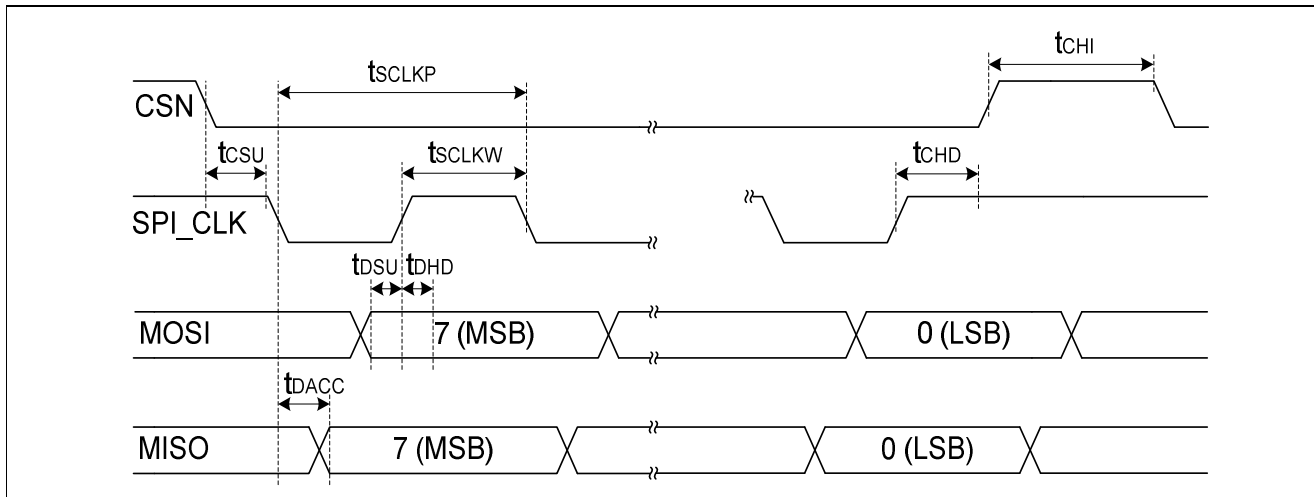 tCHI
tSCLKP
CSN
tCSU
tSCLKW
tCHD
SPI_CLK
tDSU tDHD
MOSI 7 (MSB) 0 (LSB)
tDACC
MISO 7 (MSB) 0 (LSB)